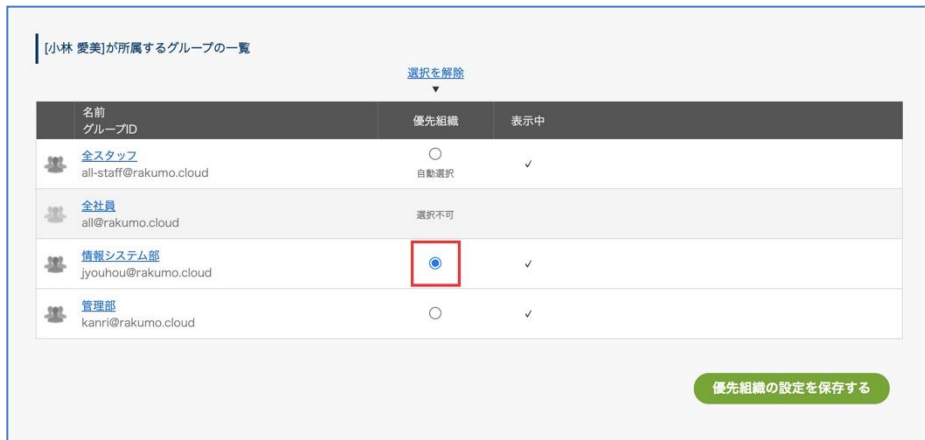 [小林 愛美]が所属するグループの一覧
選択を解除
▼
名前
グループID
優先組織
表示中
全スタッフ
all-staff@rakumo.cloud
自動選択
✓
全社員
all@rakumo.cloud
選択不可
情報システム部
jyouhou@rakumo.cloud
✓
管理部
kanri@rakumo.cloud
✓
優先組織の設定を保存する